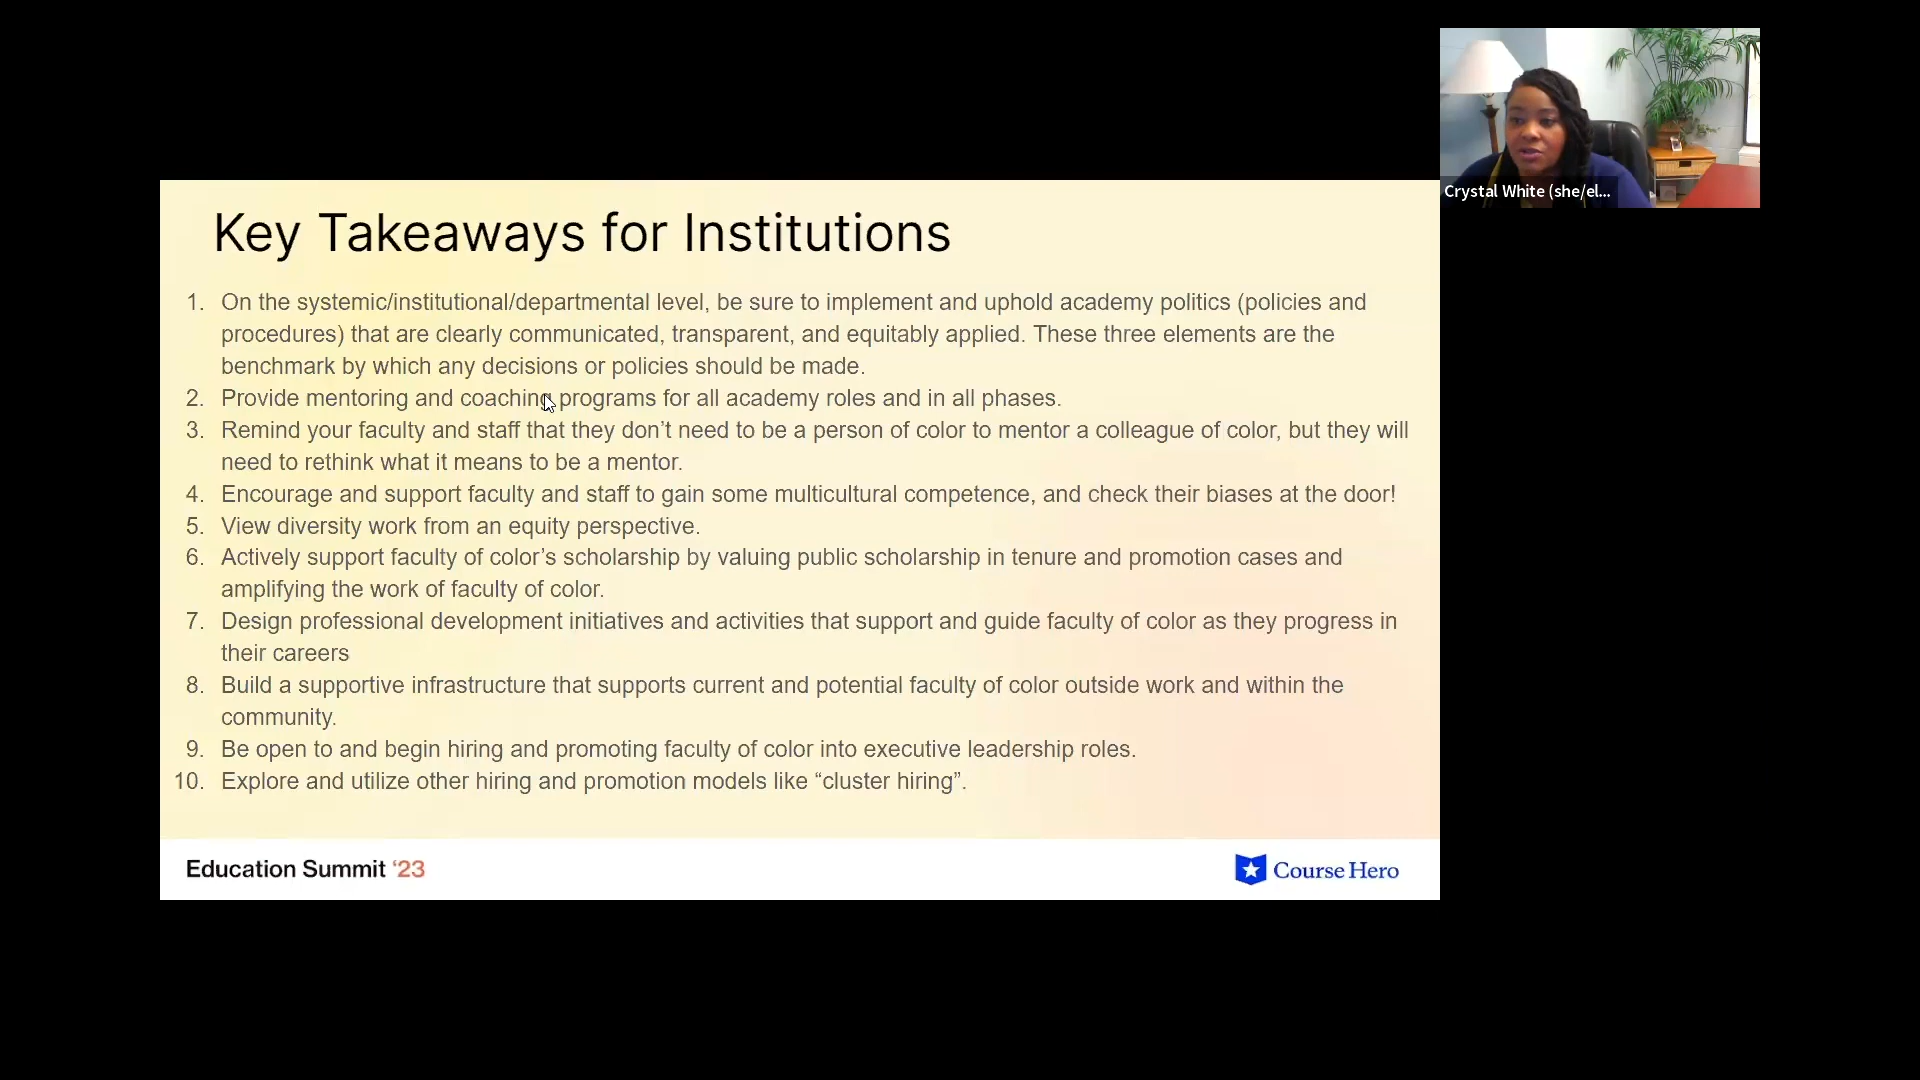 Crystal White (she/el...
Key Takeaways for Institutions
1. On the systemic/institutional/departmental level, be sure to implement and uphold academy politics (policies and
procedures) that are clearly communicated, transparent, and equitably applied. These three elements are the
benchmark by which any decisions or policies should be made.
2. Provide mentoring and coaching programs for all academy roles and in all phases.
3. Remind your faculty and staff that they don’t need to be a person of color to mentor a colleague of color, but they will
need to rethink what it means to be a mentor.
4. Encourage and support faculty and staff to gain some multicultural competence, and check their biases at the door!
5. View diversity work from an equity perspective.
6. Actively support faculty of color’s scholarship by valuing public scholarship in tenure and promotion cases and
amplifying the work of faculty of color.
7. Design professional development initiatives and activities that support and guide faculty of color as they progress in
their careers
8. Build a supportive infrastructure that supports current and potential faculty of color outside work and within the
community.
9. Be open to and begin hiring and promoting faculty of color into executive leadership roles.
10. Explore and utilize other hiring and promotion models like “cluster hiring”.
Education Summit ‘23
Course Hero